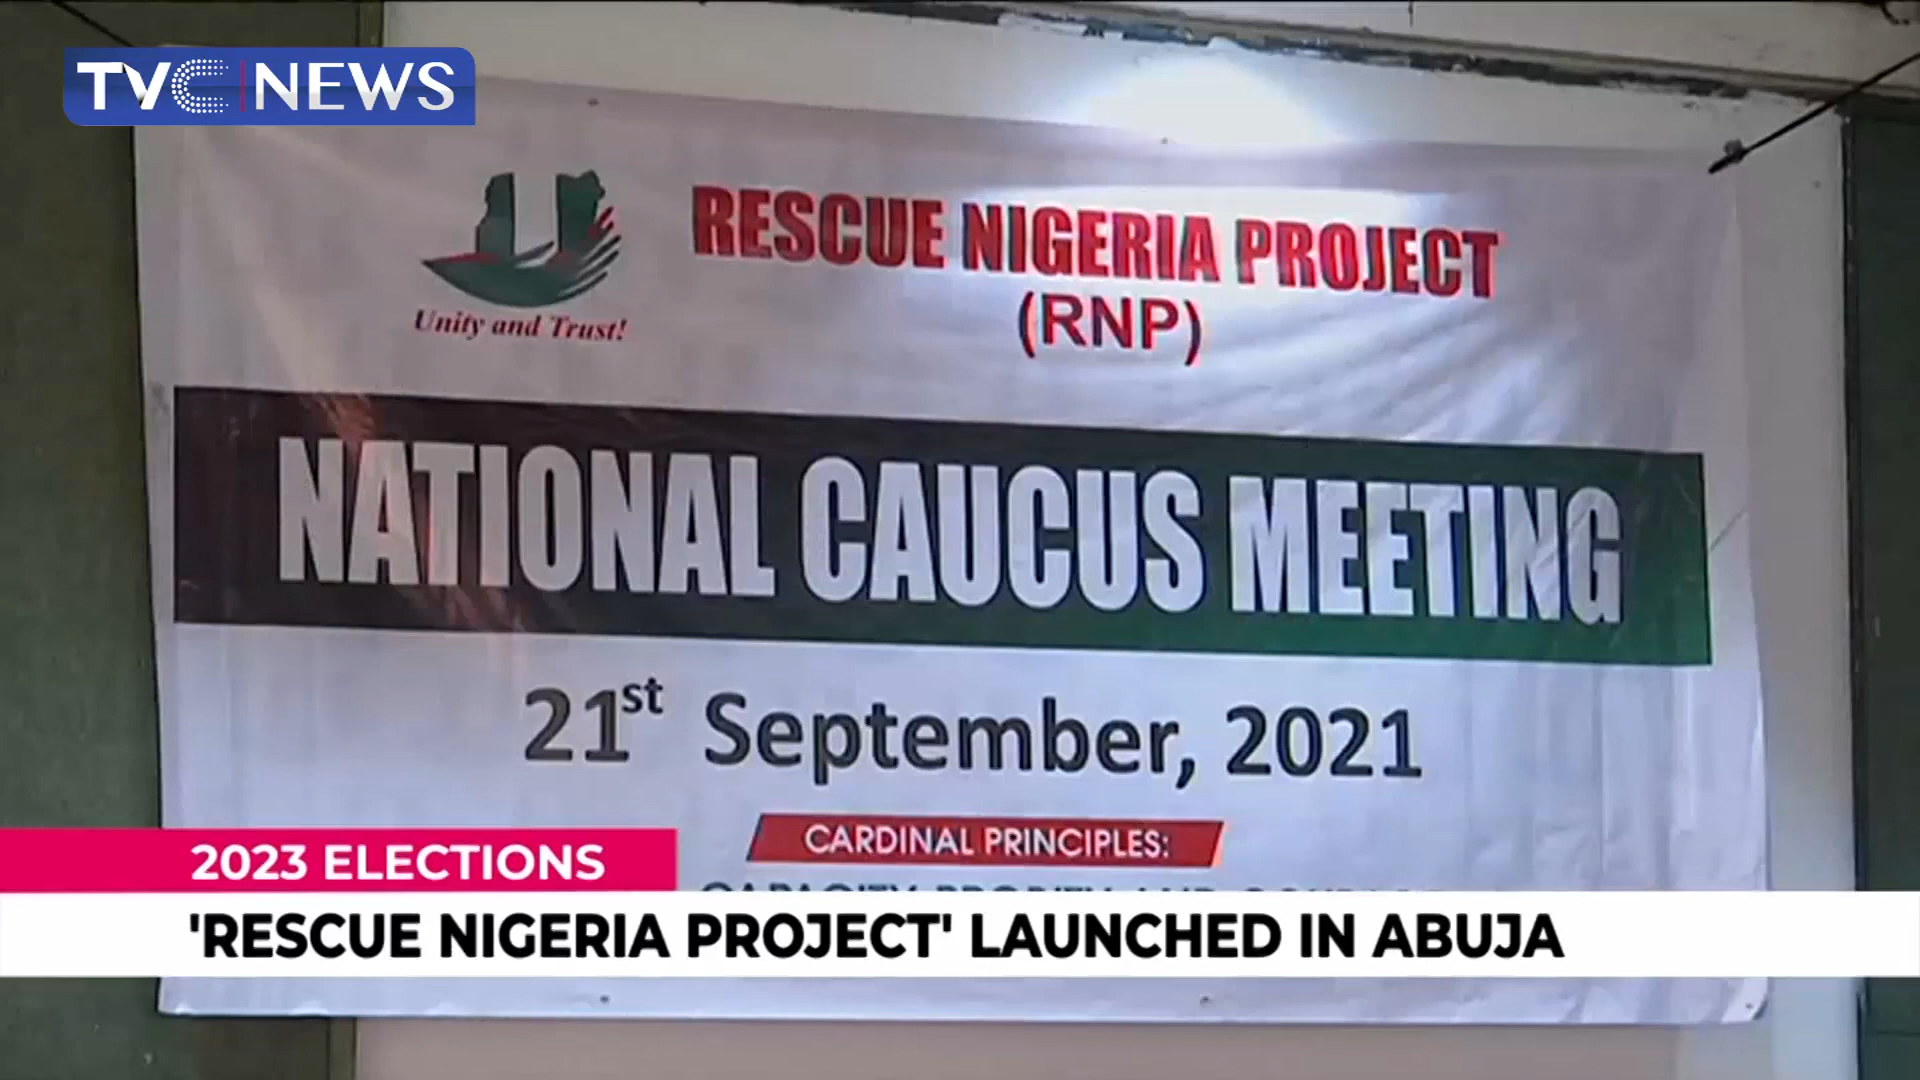 TVC NEWS
RESCUE NIGERIA PROJECT
(RNP)
Unity and Trust!
NATIONAL CAUCUS MEETING
21st September, 2021
CARDINAL PRINCIPLES:
2023 ELECTIONS
'RESCUE NIGERIA PROJECT' LAUNCHED IN ABUJA